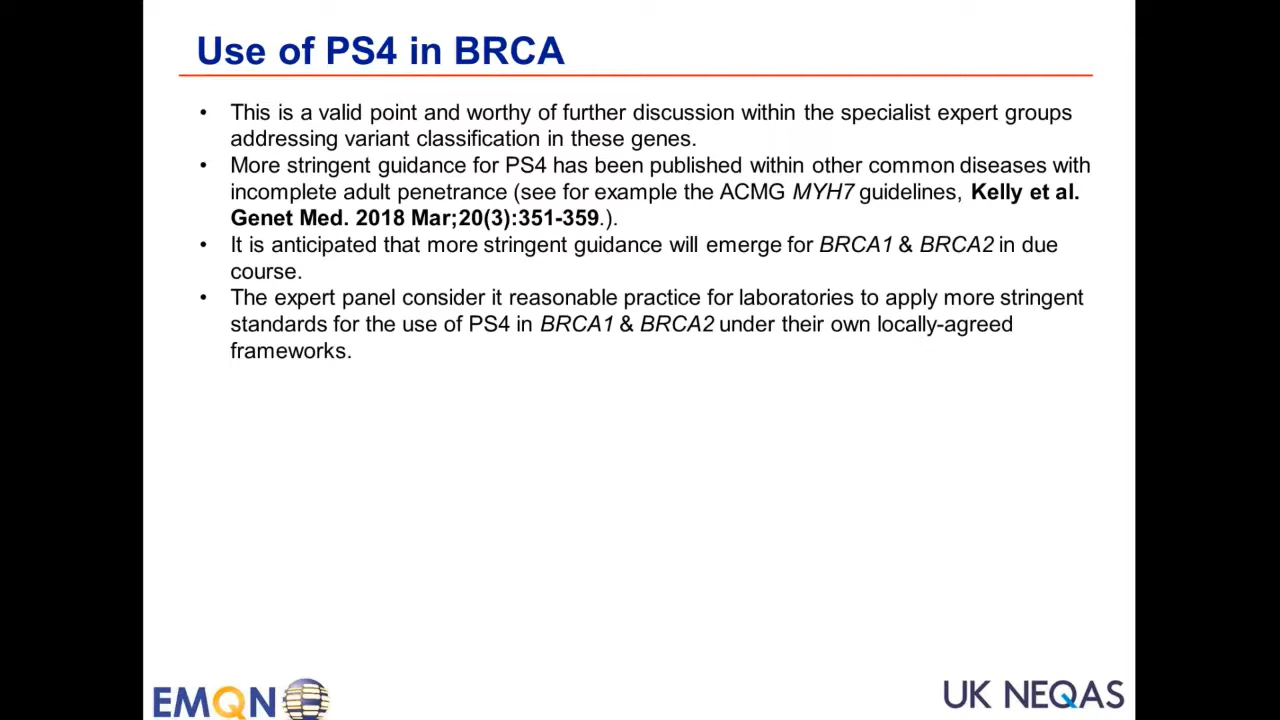 Use of PS4 in BRCA
• This is a valid point and worthy of further discussion within the specialist expert groups
addressing variant classification in these genes.
• More stringent guidance for PS4 has been published within other common diseases with
incomplete adult penetrance (see for example the ACMG MYH7 guidelines, Kelly et al.
Genet Med. 2018 Mar;20(3):351-359.).
• It is anticipated that more stringent guidance will emerge for BRCA1 & BRCA2 in due
course.
• The expert panel consider it reasonable practice for laboratories to apply more stringent
standards for the use of PS4 in BRCA1 & BRCA2 under their own locally-agreed
frameworks.
EMQN
UK NEQAS